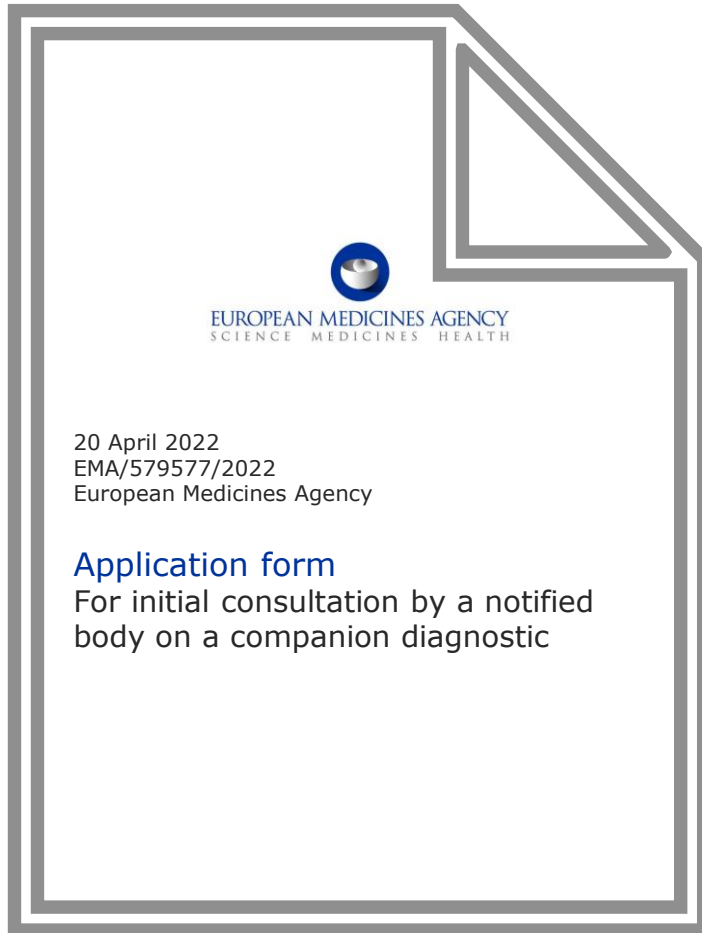 EUROPEAN MEDICINES AGENCY
SCIENCE MEDICINES HEALTH
20 April 2022
EMA/579577/2022
European Medicines Agency
Application form
For initial consultation by a notified
body on a companion diagnostic